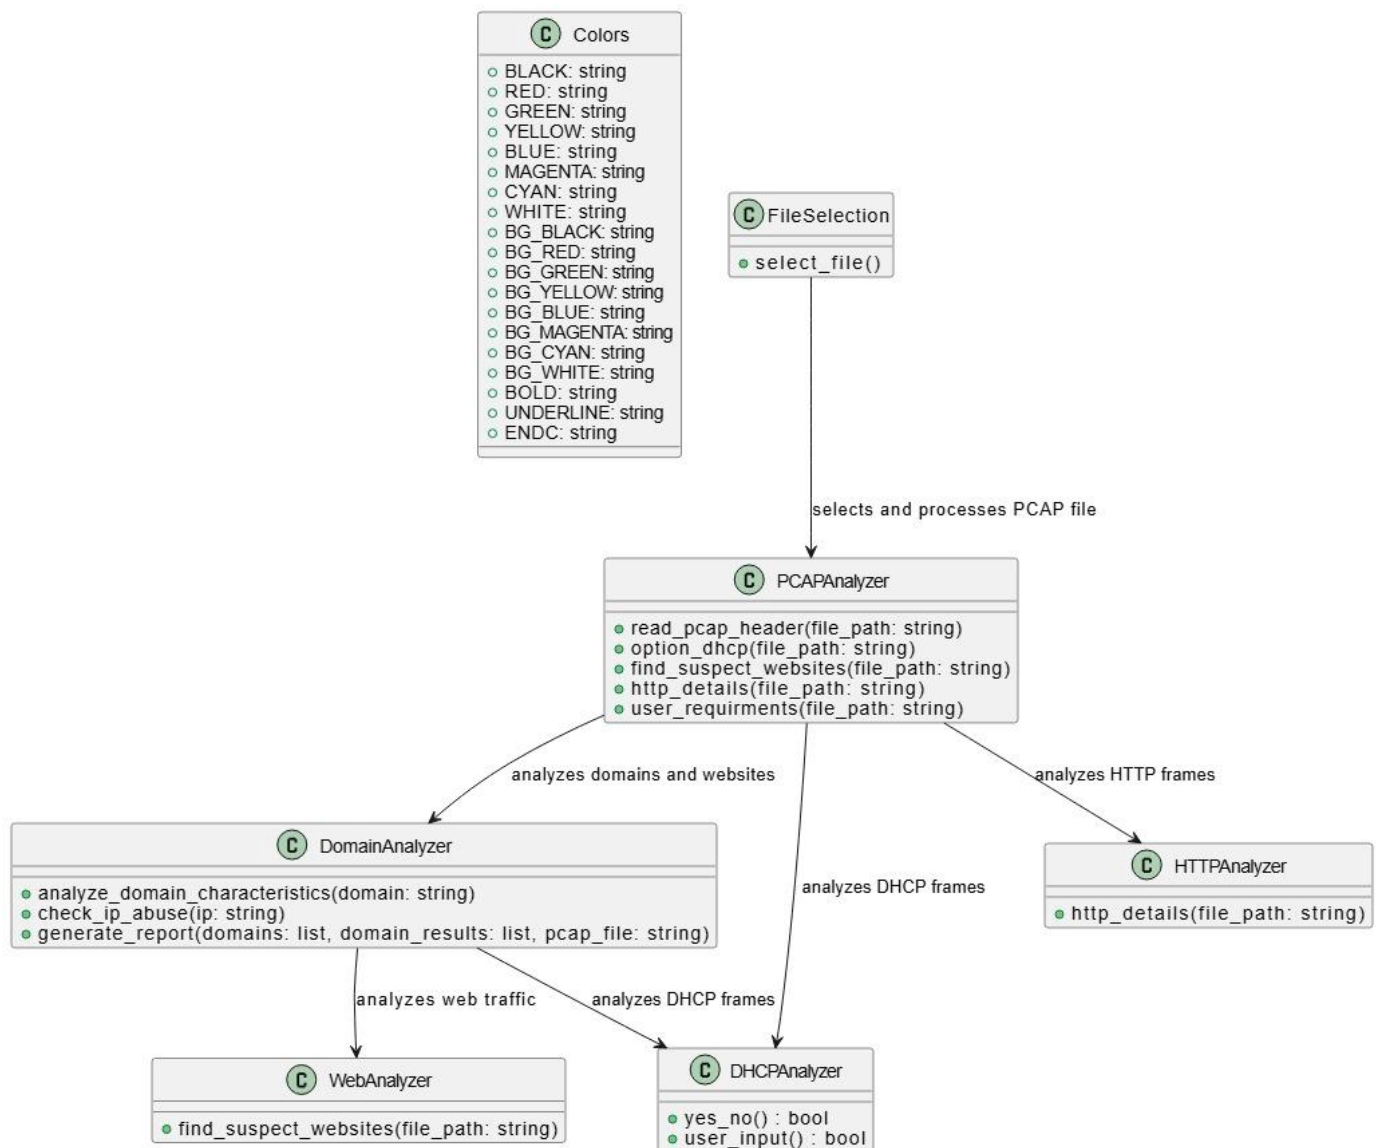 C Colors
BLACK: string
RED: string
GREEN: string
YELLOW: string
BLUE: string
MAGENTA: string
CYAN: string
WHITE: string
BG_BLACK: string
BG_RED: string
BG_GREEN: string
BG_YELLOW: string
BG_BLUE: string
BG_MAGENTA: string
BG_CYAN: string
BG_WHITE: string
BOLD: string
UNDERLINE: string
ENDC: string
C FileSelection
select_file()
selects and processes PCAP file
C PCAPAnalyzer
read_pcap_header(file_path: string)
option_dhcp(file_path: string)
find_suspect_websites(file_path: string)
http_details(file_path: string)
user_requirments(file_path: string)
analyzes domains and websites
analyzes HTTP frames
C DomainAnalyzer
analyze_domain_characteristics(domain: string)
check_ip_abuse(ip: string)
generate_report(domains: list, domain_results: list, pcap_file: string)
analyzes DHCP frames
C HTTPAnalyzer
http_details(file_path: string)
analyzes web traffic
analyzes DHCP frames
C WebAnalyzer
find_suspect_websites(file_path: string)
C DHCPAnalyzer
yes_no() : bool
user_input() : bool